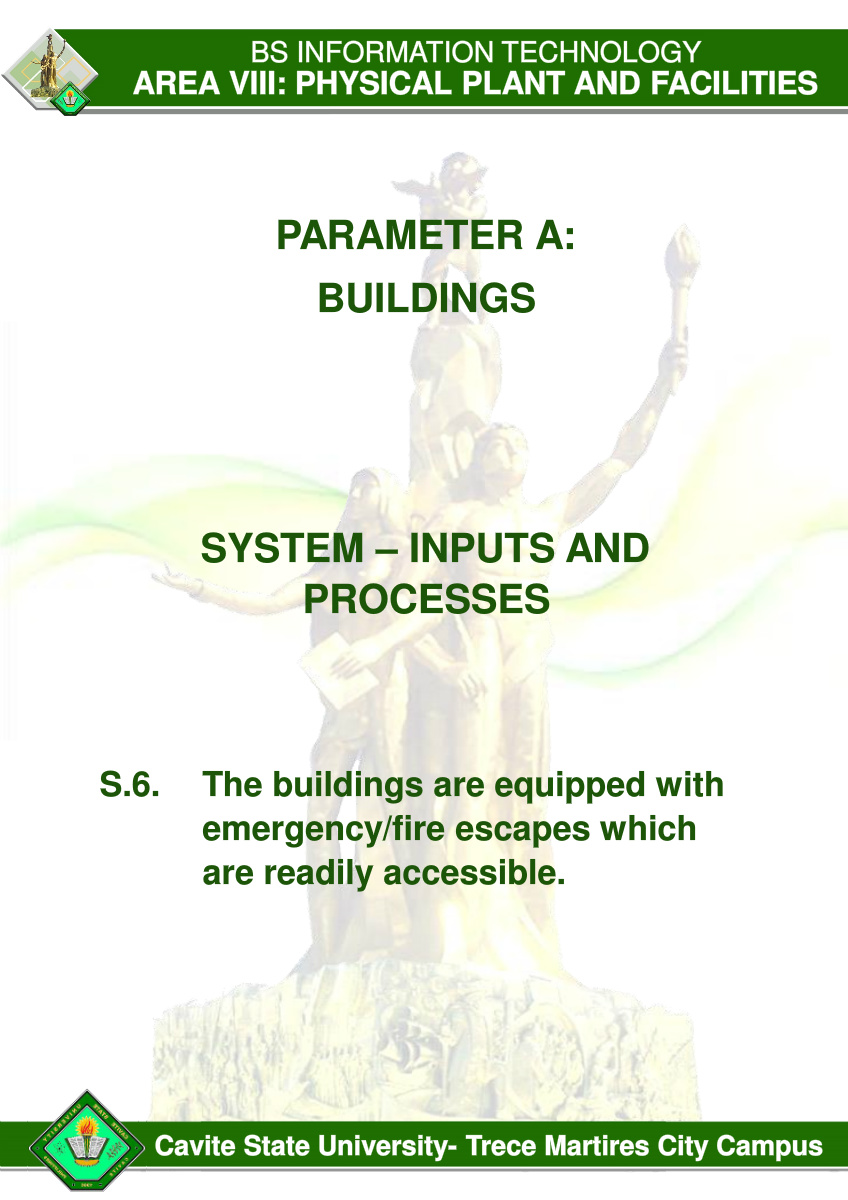 BS INFORMATION TECHNOLOGY
AREA VIII: PHYSICAL PLANT AND FACILITIES
PARAMETER A:
BUILDINGS
SYSTEM – INPUTS AND
PROCESSES
S.6. The buildings are equipped with
emergency/fire escapes which
are readily accessible.
Cavite State University- Trece Martires City Campus